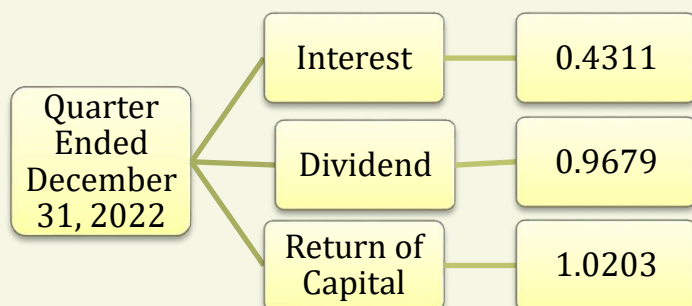 Quarter
Ended
December
31, 2022
Interest
0.4311
Dividend
0.9679
Return of
Capital
1.0203